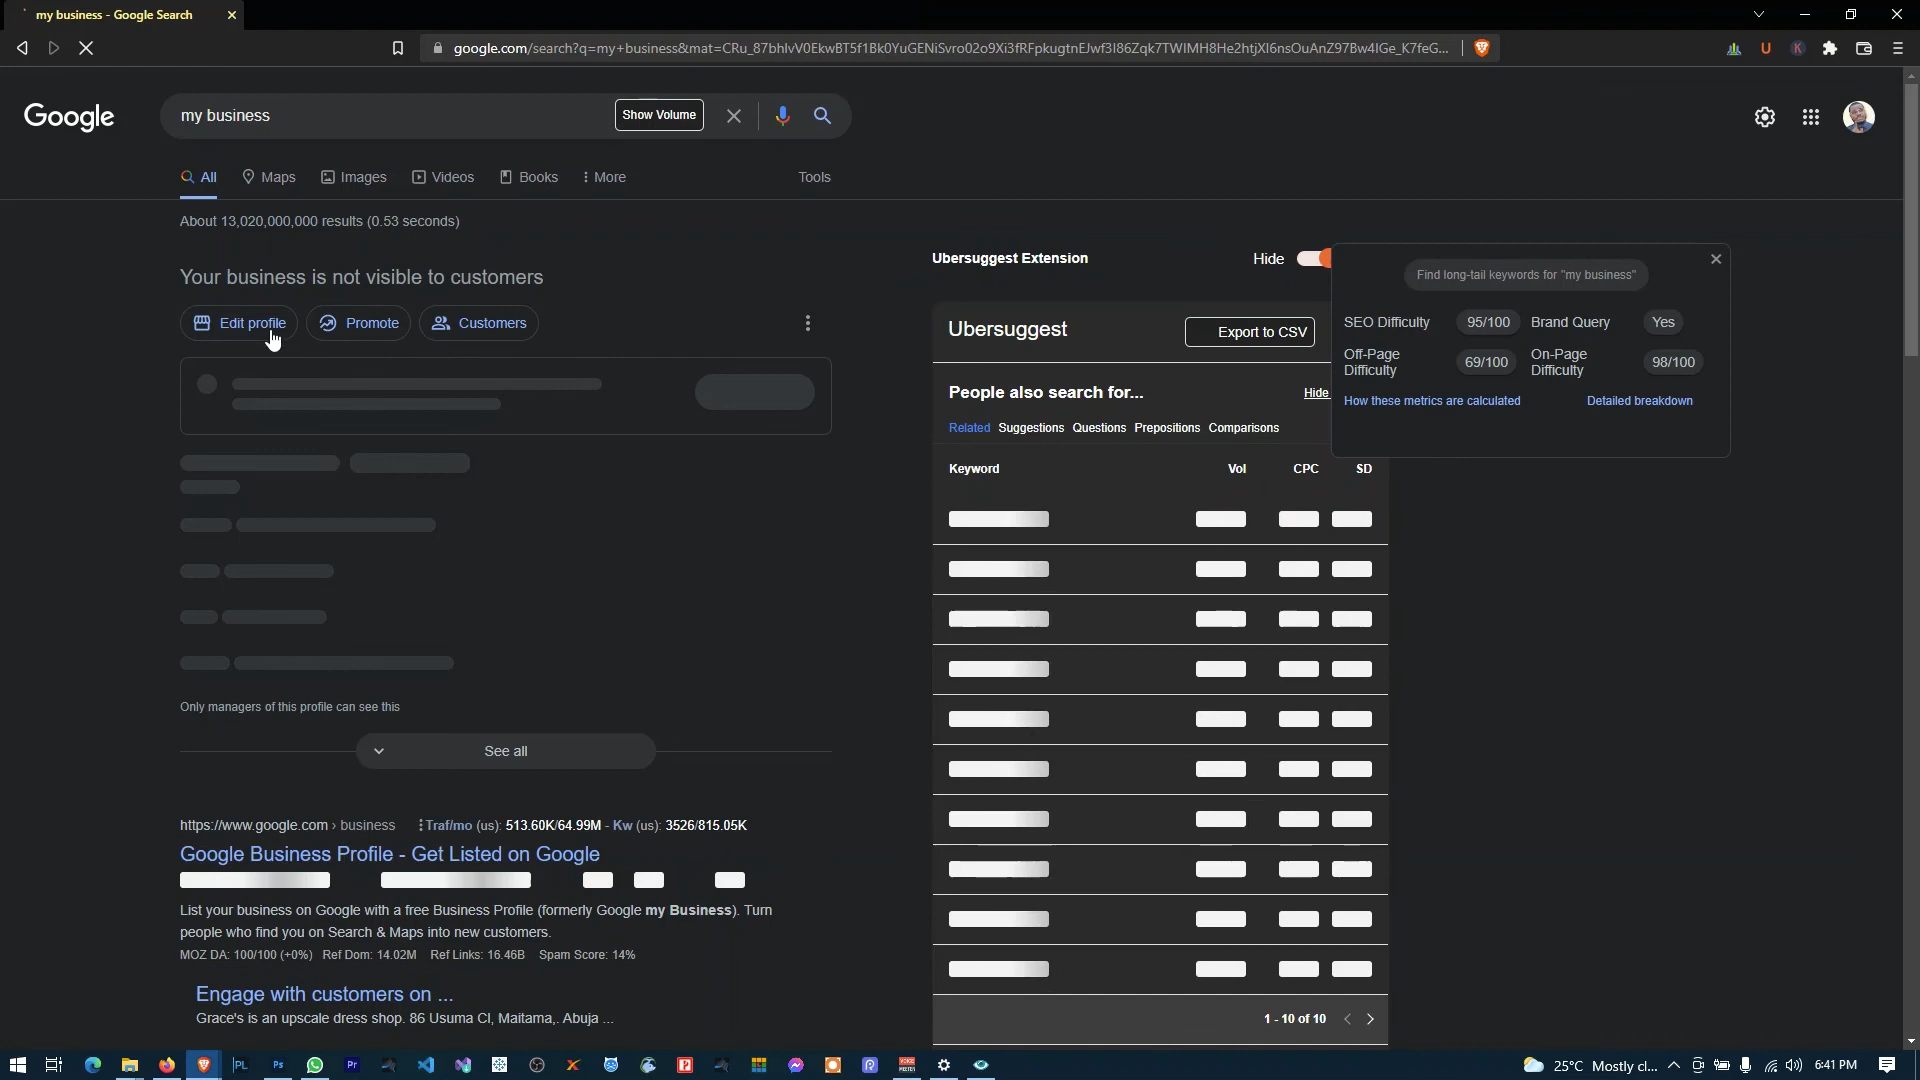 my business - Google Search
google.com/search?q=my+business&mat=CRu_87bhIvV0EkwBT5f1Bk0YuGENiSvro02o9Xi3fRFpkugtnEJwf3I86Zqk7TWIMH8He2htjXl6nsOuAnZ97Bw4IGe_K7feG...
Google
my business
Show Volume
All
Maps
Images
Videos
Books
More
Tools
About 13,020,000,000 results (0.53 seconds)
Your business is not visible to customers
Edit profile
Promote
Customers
Only managers of this profile can see this
See all
https://www.google.com › business
Traf/mo (us): 513.60K/64.99M - Kw (us): 3526/815.05K
Google Business Profile - Get Listed on Google
List your business on Google with a free Business Profile (formerly Google my Business). Turn
people who find you on Search & Maps into new customers.
MOZ DA: 100/100 (+0%) Ref Dom: 14.02M Ref Links: 16.46B Spam Score: 14%
Engage with customers on ...
Grace's is an upscale dress shop. 86 Usuma Cl, Maitama,. Abuja ...
Ubersuggest Extension
Hide
Ubersuggest
Export to CSV
People also search for...
Hide
Related Suggestions Questions Prepositions Comparisons
Keyword Vol CPC SD
1 - 10 of 10
Find long-tail keywords for "my business"
SEO Difficulty 95/100 Brand Query Yes
Off-Page Difficulty 69/100 On-Page Difficulty 98/100
How these metrics are calculated
Detailed breakdown
25°C Mostly cl...
6:41 PM